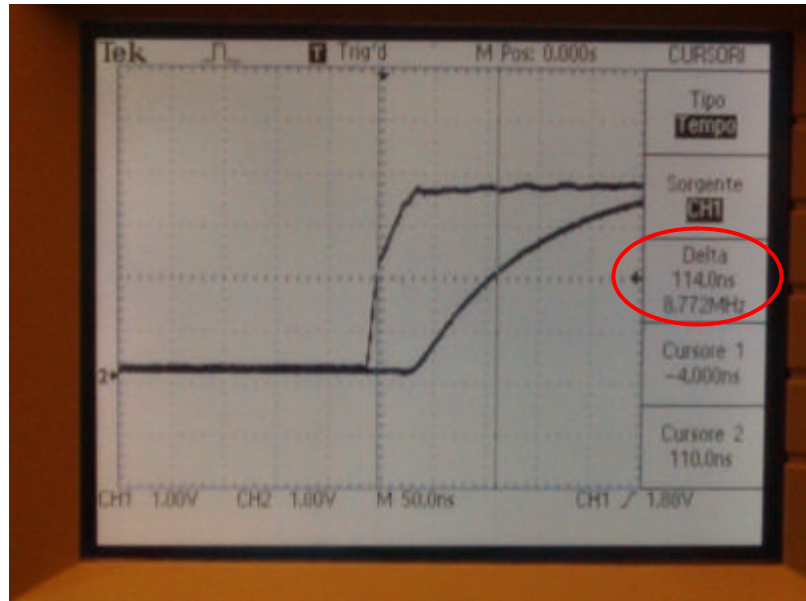 Tek T Trig'd M Pos: 0.000s CURSORI
Tipo
Tempo
Sorgente
CH1
Delta
114.0ns
8.772MHz
Cursore 1
-4.000ns
Cursore 2
110.0ns
2
CH1 1.00V CH2 1.00V M 50.0ns CH1 1.88V